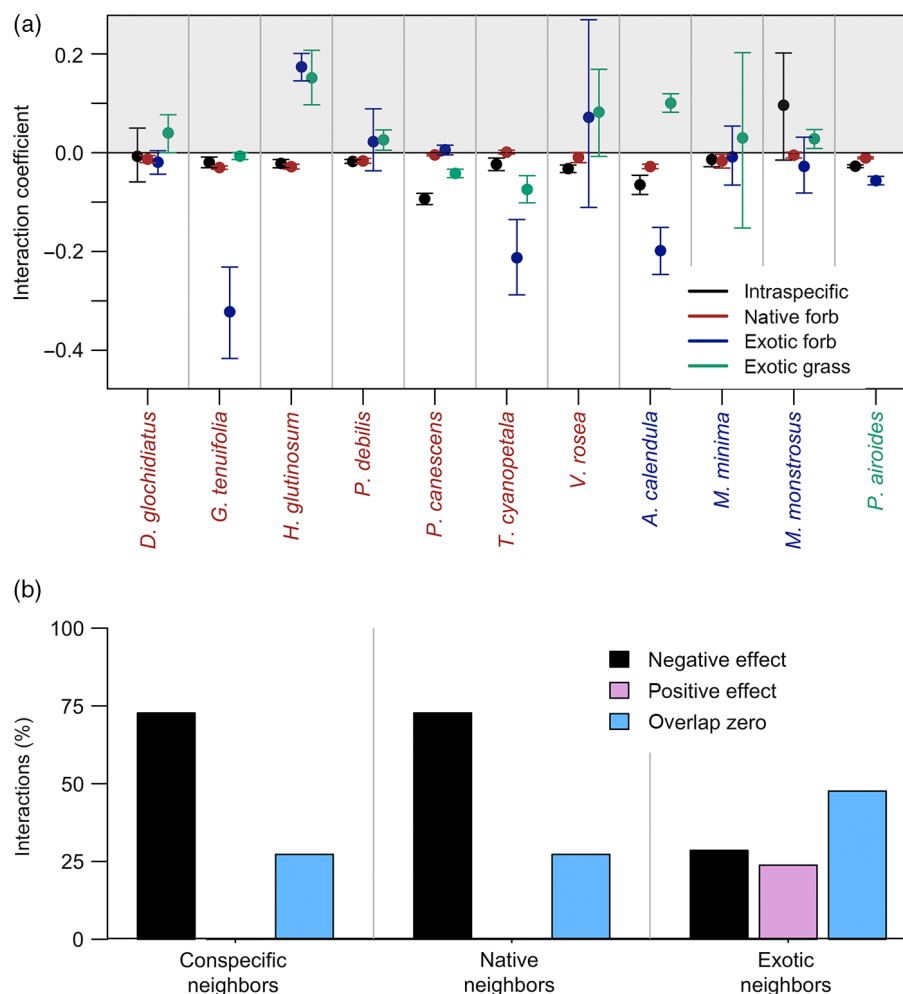 (a)
0.2
0.0
−0.2
−0.4
Interaction coefficient
Intraspecific
Native forb
Exotic forb
Exotic grass
D. glochidiatus
G. tenuifolia
H. glutinosum
P. debilis
P. canescens
T. cyanopetala
V. rosea
A. calendula
M. minima
M. monstrosus
P. airoides
(b)
100
75
50
25
0
Interactions (%)
Negative effect
Positive effect
Overlap zero
Conspecific
neighbors
Native
neighbors
Exotic
neighbors